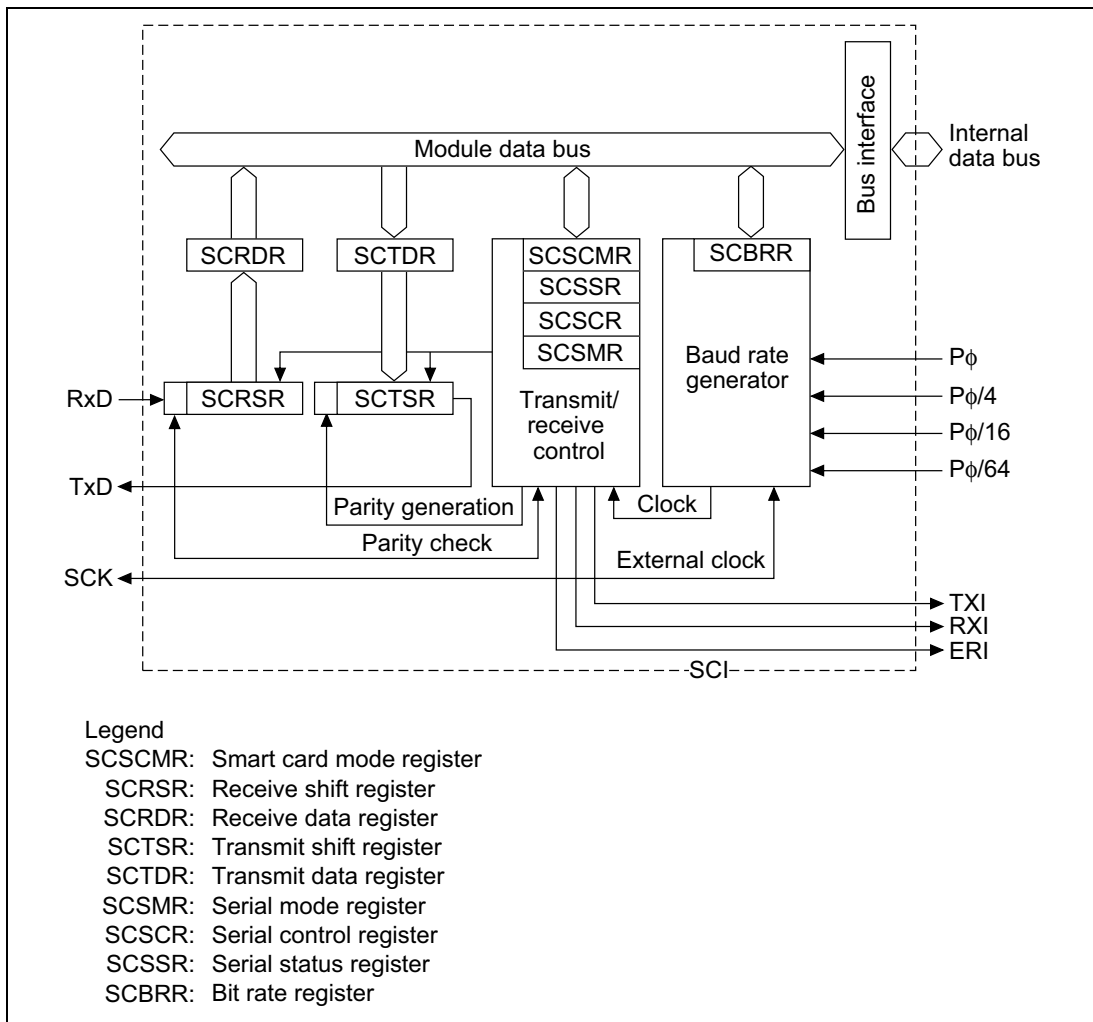 Module data bus
Bus interface
Internal
data bus
SCRDR
SCTDR
SCSCMR
SCSSR
SCSCR
SCSMR
Transmit/
receive
control
SCBRR
Baud rate
generator
Pϕ
Pϕ/4
Pϕ/16
Pϕ/64
RxD
SCRSR
SCTSR
TxD
Parity generation
Clock
Parity check
External clock
SCK
TXI
RXI
ERI
SCI
Legend
SCSCMR: Smart card mode register
SCRSR: Receive shift register
SCRDR: Receive data register
SCTSR: Transmit shift register
SCTDR: Transmit data register
SCSMR: Serial mode register
SCSCR: Serial control register
SCSSR: Serial status register
SCBRR: Bit rate register